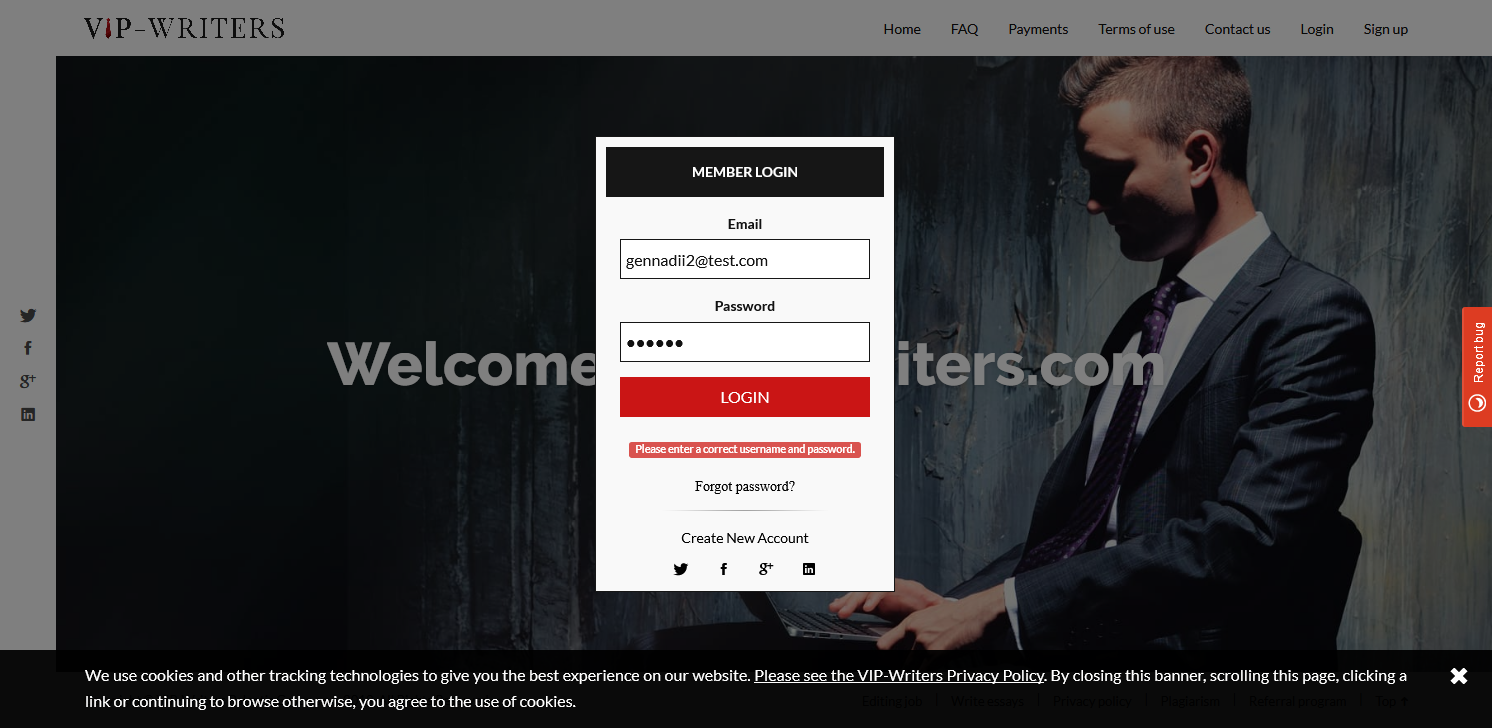 VIP-WRITERS
Home FAQ Payments Terms of use Contact us Login Sign up
MEMBER LOGIN
Email
gennadii2@test.com
Password
●●●●●●
Welcome iters.com
LOGIN
Please enter a correct username and password.
Forgot password?
Create New Account
Report bug
We use cookies and other tracking technologies to give you the best experience on our website. Please see the VIP-Writers Privacy Policy. By closing this banner, scrolling this page, clicking a
link or continuing to browse otherwise, you agree to the use of cookies.
Editing job | Write essays | Privacy policy | Plagiarism | Referral program | Top